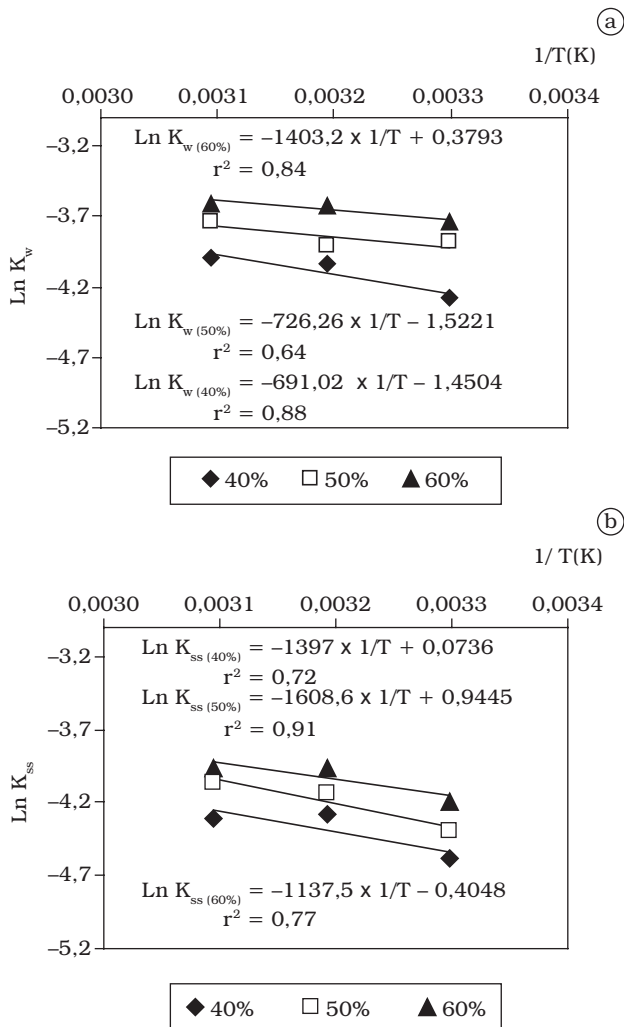 a
1/T(K)
0,0030 0,0031 0,0032 0,0033 0,0034
–3,2
–3,7
–4,2
–4,7
–5,2
Ln K_w
Ln K_w (60%) = –1403,2 x 1/T + 0,3793
r² = 0,84
Ln K_w (50%) = –726,26 x 1/T – 1,5221
r² = 0,64
Ln K_w (40%) = –691,02 x 1/T – 1,4504
r² = 0,88
40% 50% 60%
b
1/ T(K)
0,0030 0,0031 0,0032 0,0033 0,0034
–3,2
–3,7
–4,2
–4,7
–5,2
Ln K_ss
Ln K_ss (40%) = –1397 x 1/T + 0,0736
r² = 0,72
Ln K_ss (50%) = –1608,6 x 1/T + 0,9445
r² = 0,91
Ln K_ss (60%) = –1137,5 x 1/T – 0,4048
r² = 0,77
40% 50% 60%